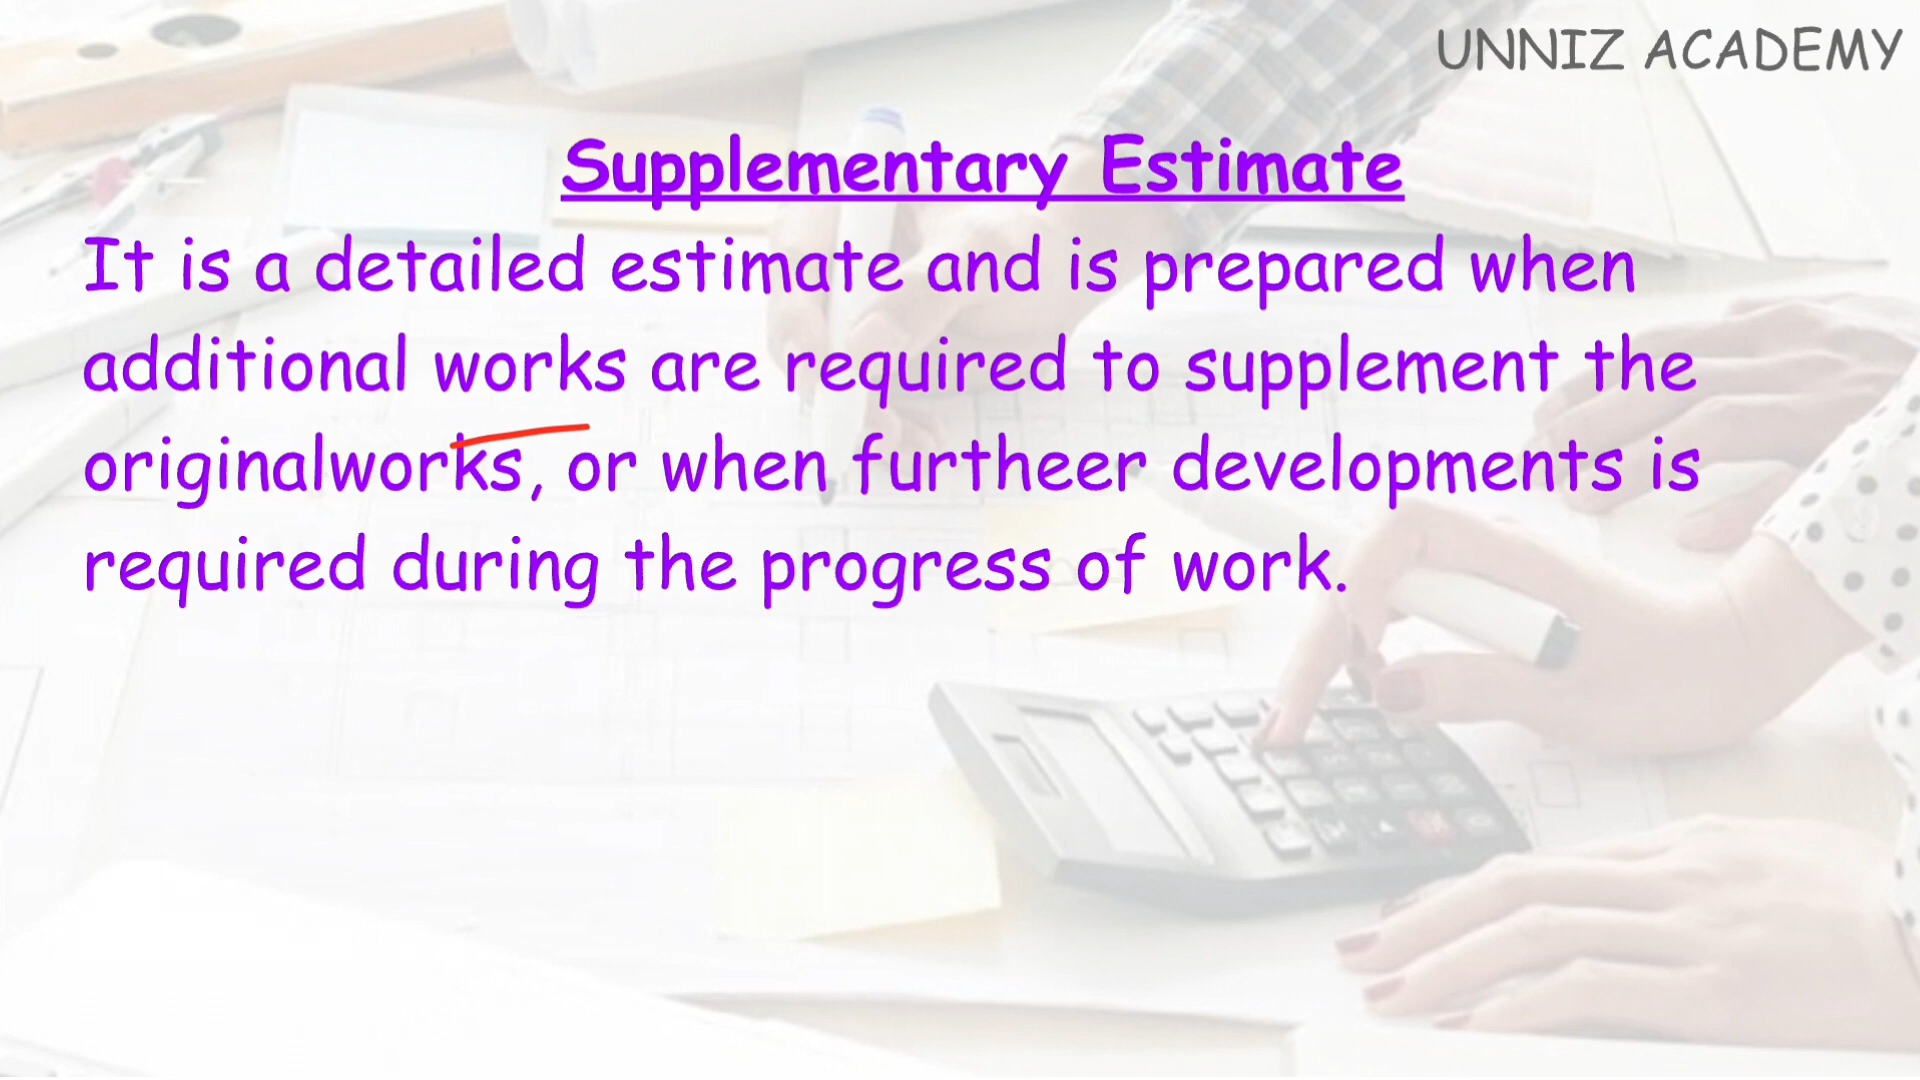 UNNIZ ACADEMY
Supplementary Estimate
It is a detailed estimate and is prepared when
additional works are required to supplement the
originalworks, or when furtheer developments is
required during the progress of work.